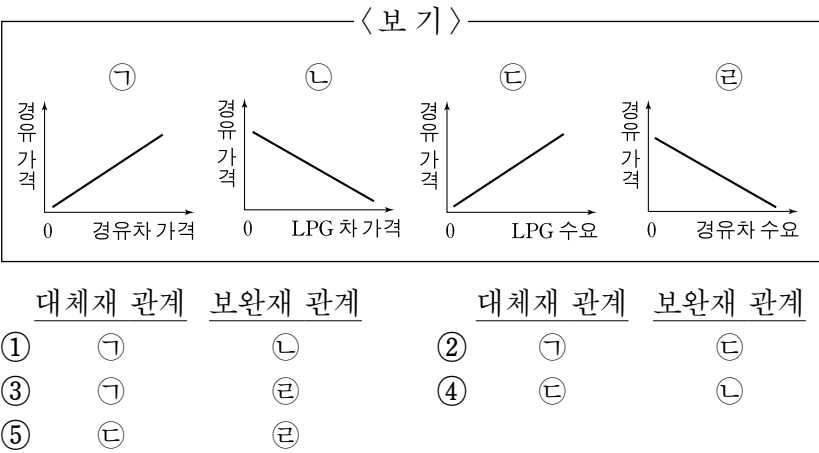 〈보 기〉
㉠ ㉡ ㉢ ㉣
경유 가격 경유 가격 경유 가격 경유 가격
0 경유차 가격 0 LPG 차 가격 0 LPG 수요 0 경유차 수요
대체재 관계 보완재 관계 대체재 관계 보완재 관계
① ㉠ ㉡ ② ㉠ ㉢
③ ㉠ ㉣ ④ ㉢ ㉡
⑤ ㉢ ㉣